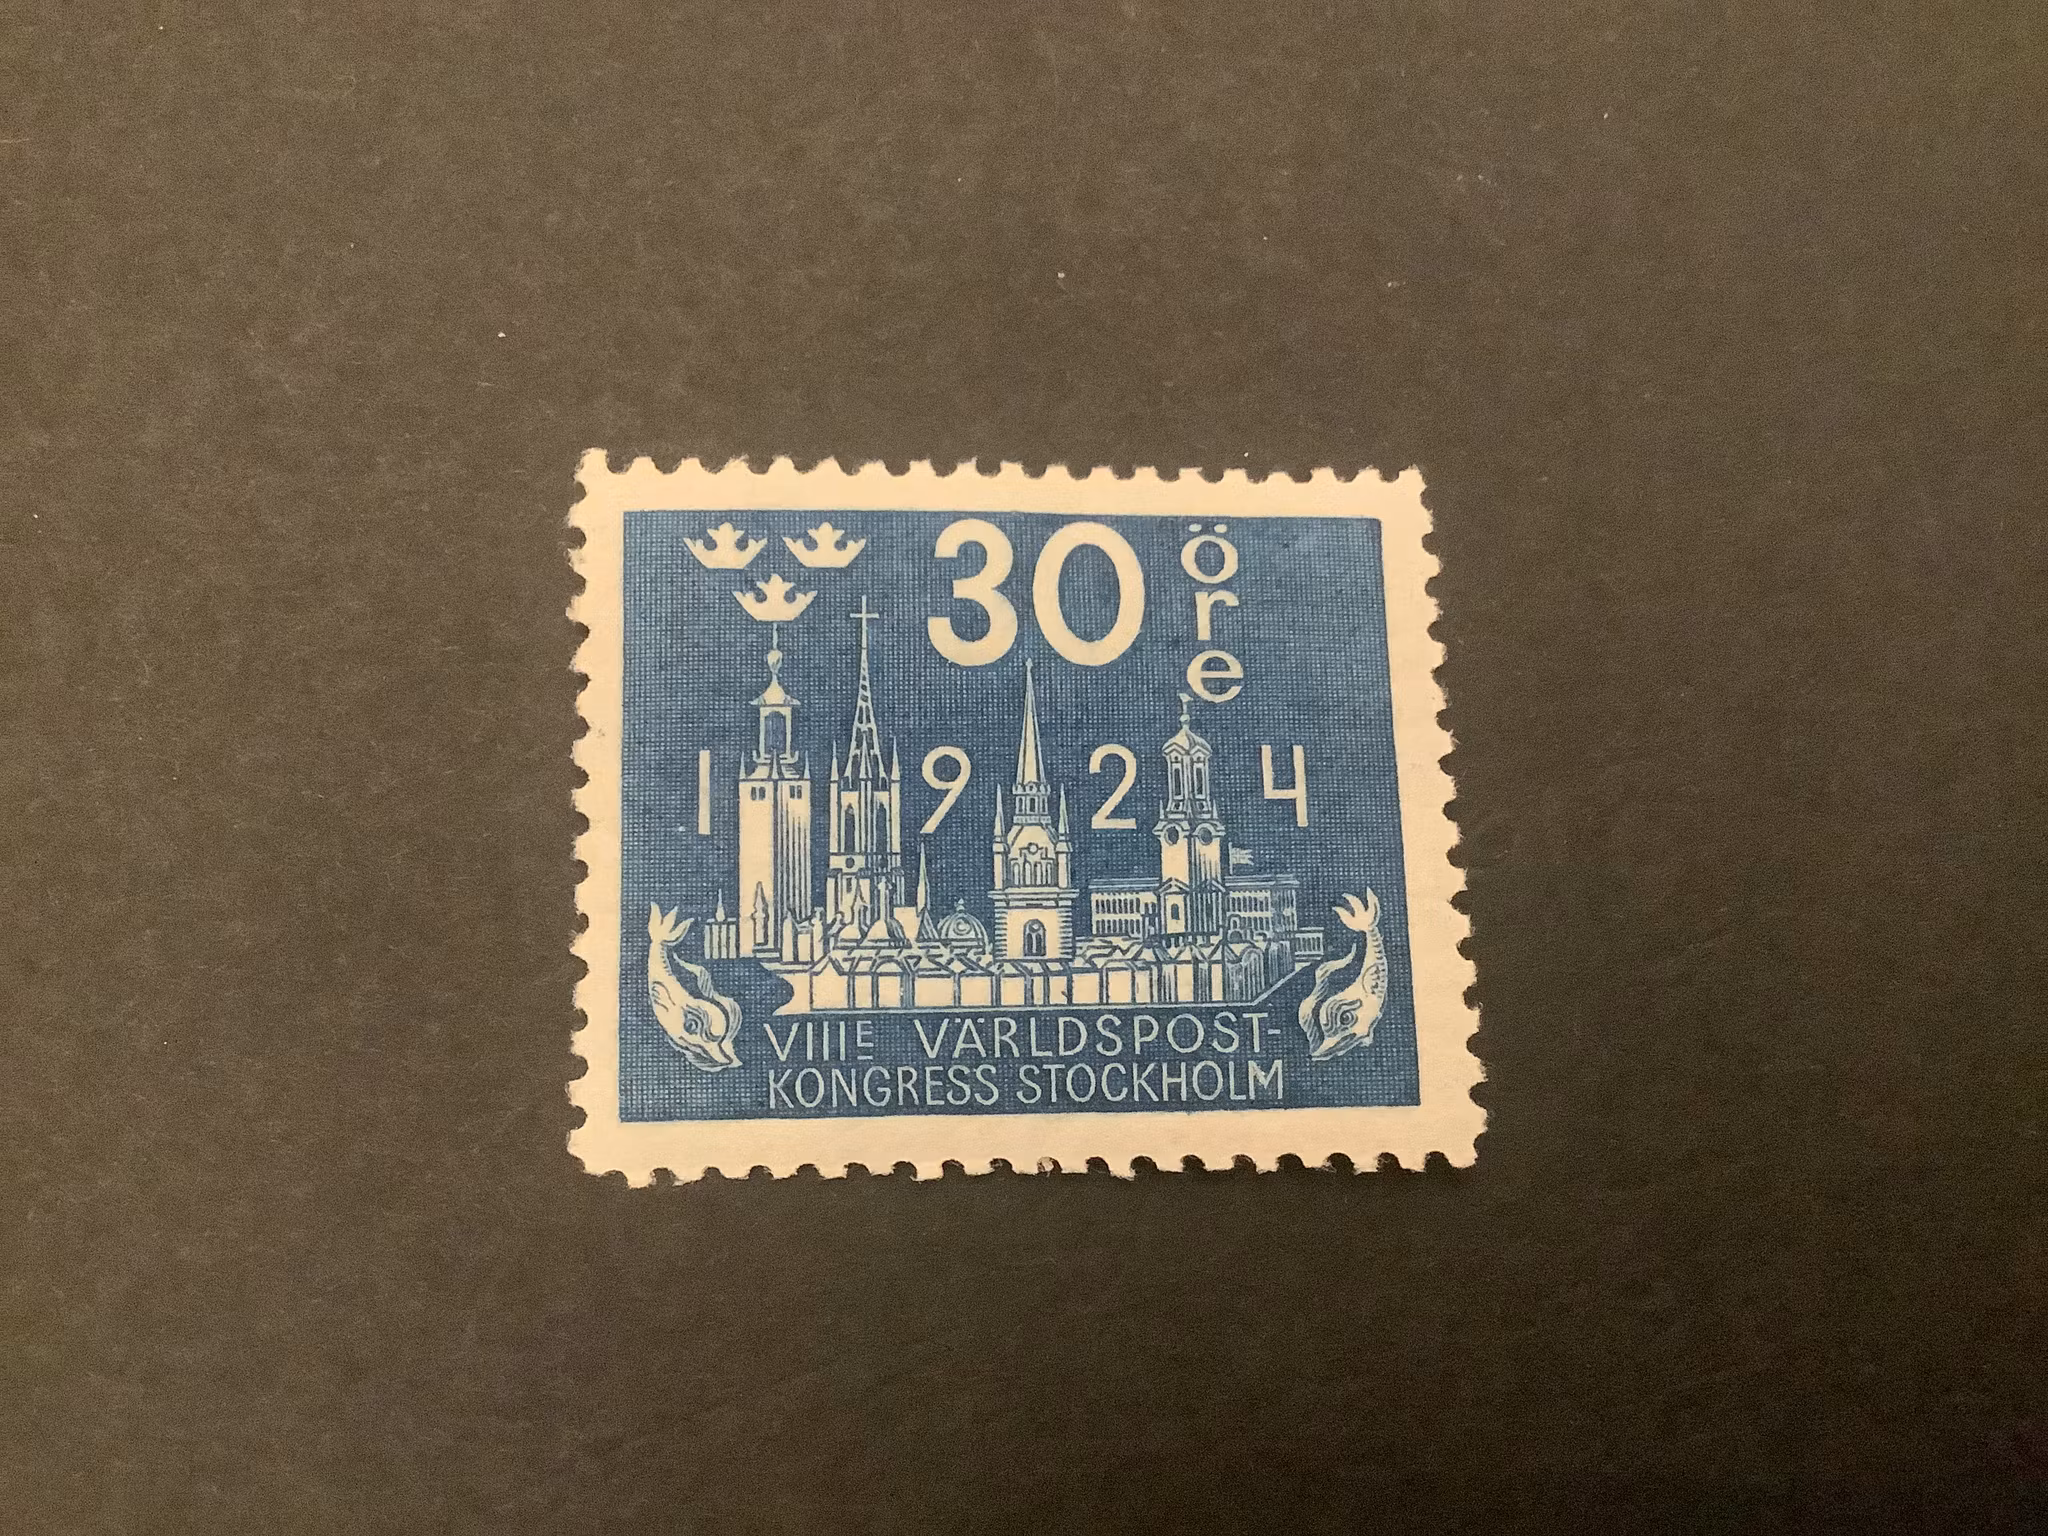 30 öre
1 9 2 4
VIIIE VÄRLDSPOST-
KONGRESS STOCKHOLM